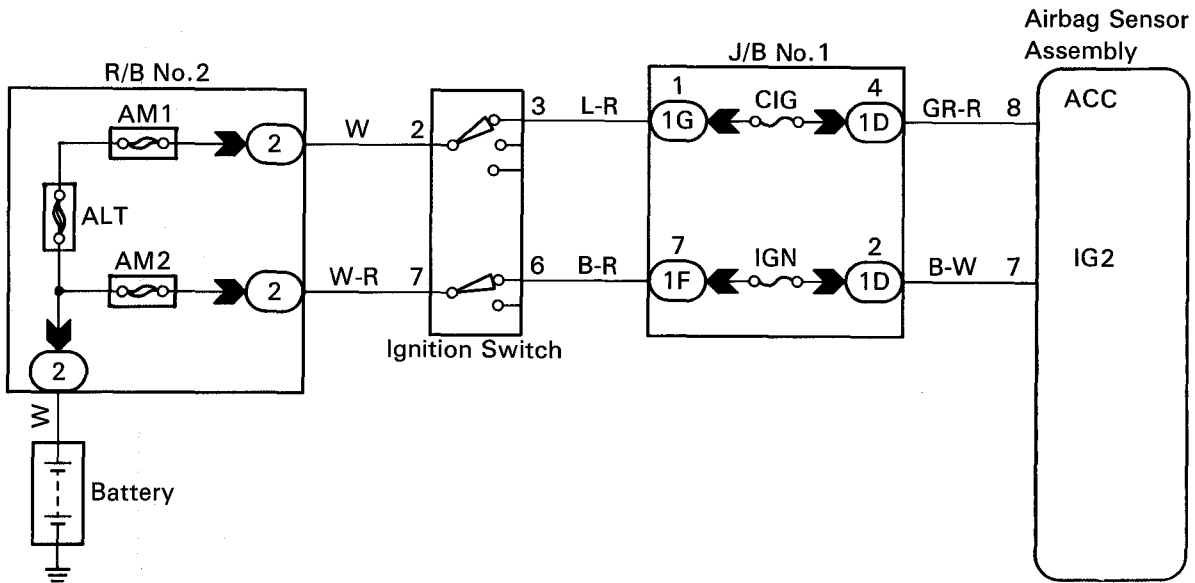 Airbag Sensor
Assembly
R/B No.2
J/B No.1
AM1
2
W
2
3
L-R
1
1G
CIG
4
1D
GR-R
8
ACC
ALT
AM2
2
W-R
7
6
B-R
7
1F
IGN
2
1D
B-W
7
IG2
Ignition Switch
2
W
Battery